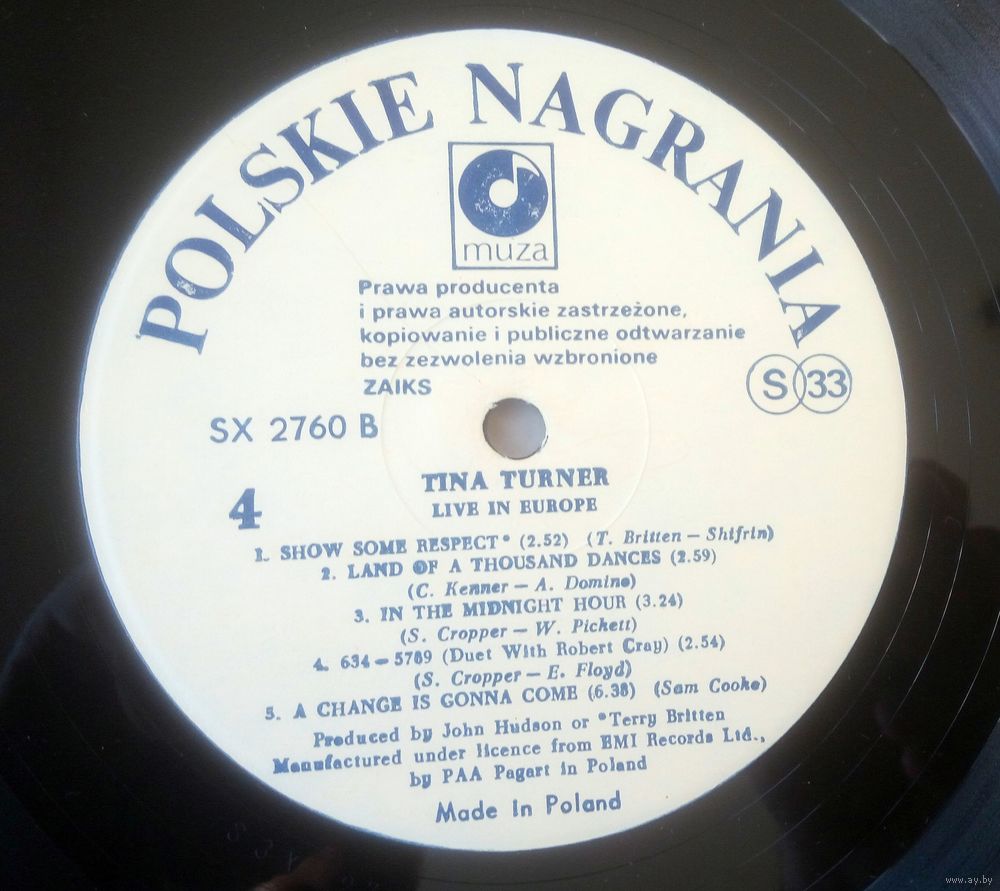 POLSKIE NAGRANIA
muza
Prawa producenta
i prawa autorskie zastrzeżone,
kopiowanie i publiczne odtwarzanie
bez zezwolenia wzbronione
ZAIKS
S 33
SX 2760 B
TINA TURNER
LIVE IN EUROPE
4
1. SHOW SOME RESPECT* (2.52) (T. Britten – Shifrin)
2. LAND OF A THOUSAND DANCES (2.59)
(C. Kenner – A. Domino)
3. IN THE MIDNIGHT HOUR (3.24)
(S. Cropper – W. Pickett)
4. 634 – 5789 (Duet With Robert Cray) (2.54)
(S. Cropper – E. Floyd)
5. A CHANGE IS GONNA COME (6.38) (Sam Cooke)
Produced by John Hudson or *Terry Britten
Manufactured under licence from EMI Records Ltd.,
by PAA Pagart in Poland
Made in Poland
www.ay.by